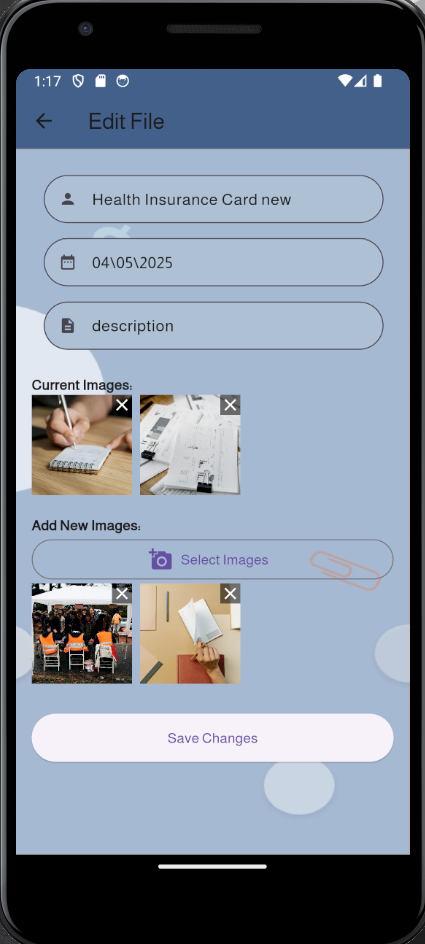 1:17
Edit File
Health Insurance Card new
04\05\2025
description
Current Images:
Add New Images:
Select Images
Save Changes